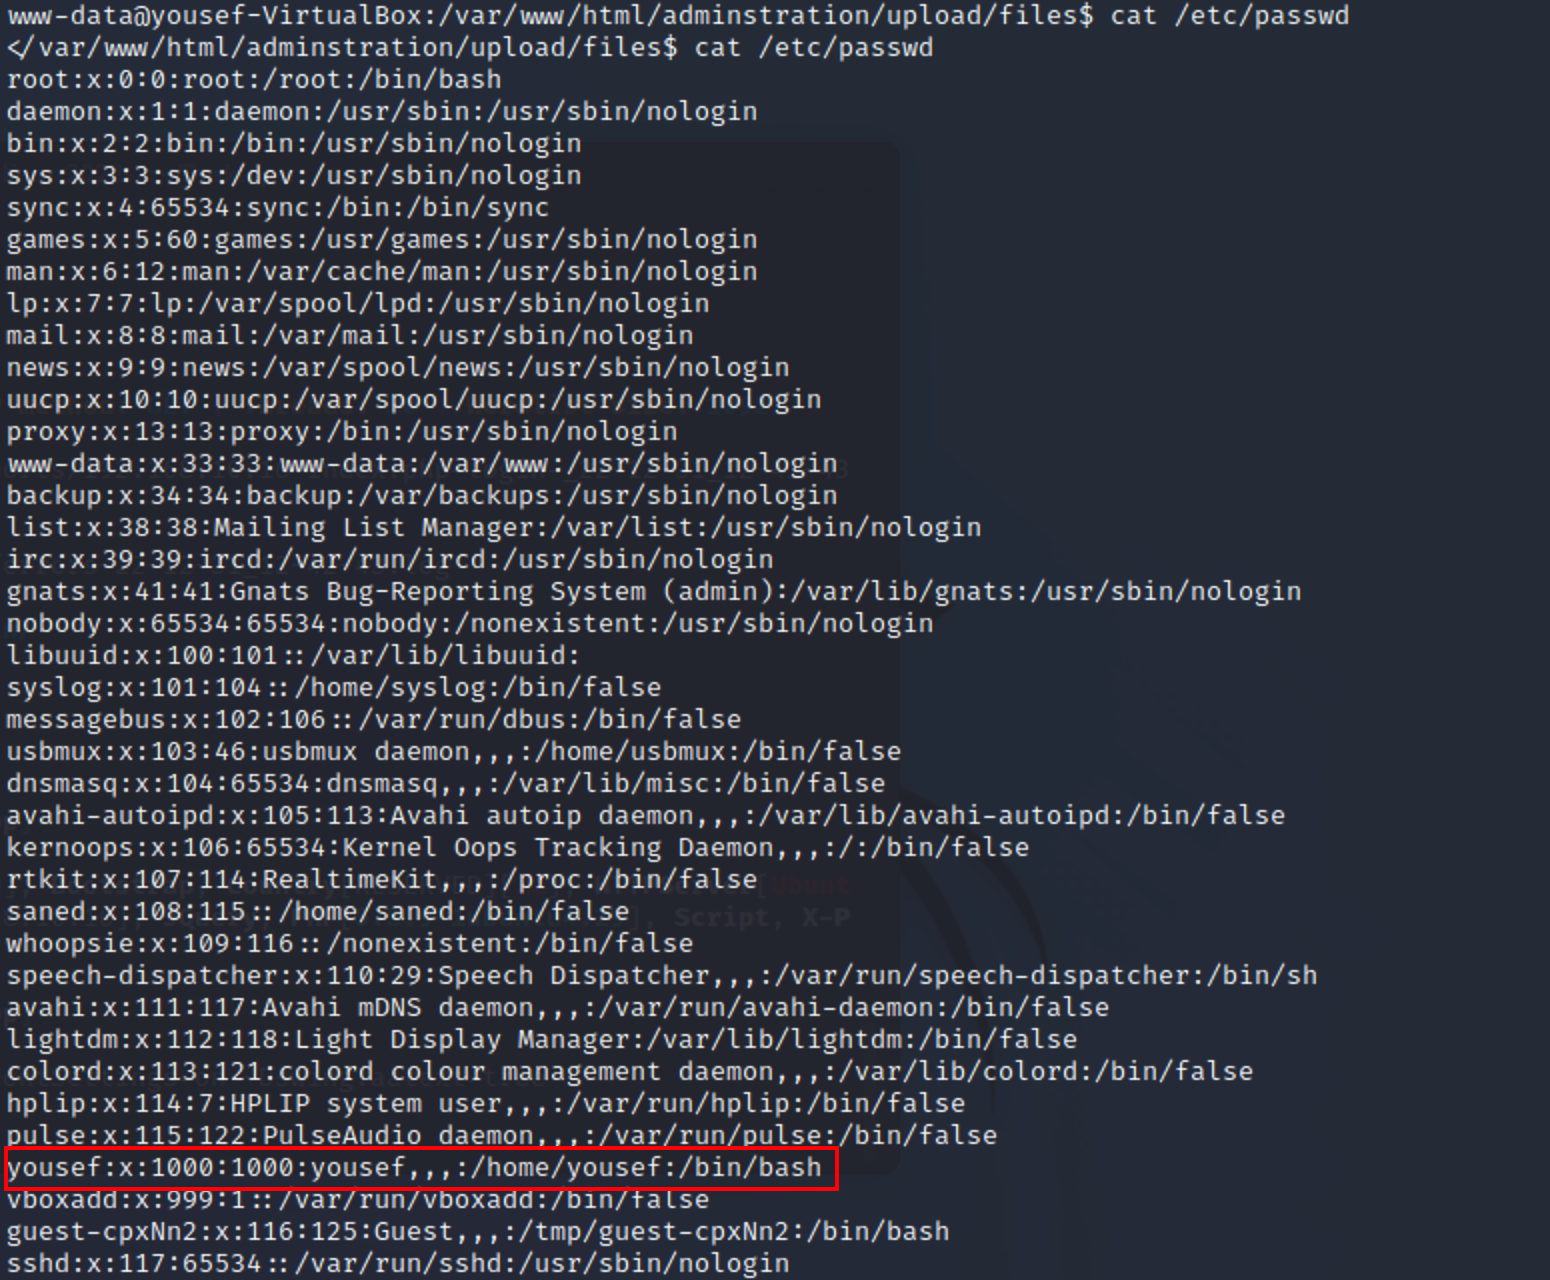 www-data@yousef-VirtualBox:/var/www/html/adminstration/upload/files$ cat /etc/passwd
</var/www/html/adminstration/upload/files$ cat /etc/passwd
root:x:0:0:root:/root:/bin/bash
daemon:x:1:1:daemon:/usr/sbin:/usr/sbin/nologin
bin:x:2:2:bin:/bin:/usr/sbin/nologin
sys:x:3:3:sys:/dev:/usr/sbin/nologin
sync:x:4:65534:sync:/bin:/bin/sync
games:x:5:60:games:/usr/games:/usr/sbin/nologin
man:x:6:12:man:/var/cache/man:/usr/sbin/nologin
lp:x:7:7:lp:/var/spool/lpd:/usr/sbin/nologin
mail:x:8:8:mail:/var/mail:/usr/sbin/nologin
news:x:9:9:news:/var/spool/news:/usr/sbin/nologin
uucp:x:10:10:uucp:/var/spool/uucp:/usr/sbin/nologin
proxy:x:13:13:proxy:/bin:/usr/sbin/nologin
www-data:x:33:33:www-data:/var/www:/usr/sbin/nologin
backup:x:34:34:backup:/var/backups:/usr/sbin/nologin
list:x:38:38:Mailing List Manager:/var/list:/usr/sbin/nologin
irc:x:39:39:ircd:/var/run/ircd:/usr/sbin/nologin
gnats:x:41:41:Gnats Bug-Reporting System (admin):/var/lib/gnats:/usr/sbin/nologin
nobody:x:65534:65534:nobody:/nonexistent:/usr/sbin/nologin
libuuid:x:100:101::/var/lib/libuuid:
syslog:x:101:104::/home/syslog:/bin/false
messagebus:x:102:106::/var/run/dbus:/bin/false
usbmux:x:103:46:usbmux daemon,,,:/home/usbmux:/bin/false
dnsmasq:x:104:65534:dnsmasq,,,:/var/lib/misc:/bin/false
avahi-autoipd:x:105:113:Avahi autoip daemon,,,:/var/lib/avahi-autoipd:/bin/false
kernoops:x:106:65534:Kernel Oops Tracking Daemon,,,:/:/bin/false
rtkit:x:107:114:RealtimeKit,,,:/proc:/bin/false
saned:x:108:115::/home/saned:/bin/false
whoopsie:x:109:116::/nonexistent:/bin/false
speech-dispatcher:x:110:29:Speech Dispatcher,,,:/var/run/speech-dispatcher:/bin/sh
avahi:x:111:117:Avahi mDNS daemon,,,:/var/run/avahi-daemon:/bin/false
lightdm:x:112:118:Light Display Manager:/var/lib/lightdm:/bin/false
colord:x:113:121:colord colour management daemon,,,:/var/lib/colord:/bin/false
hplip:x:114:7:HPLIP system user,,,:/var/run/hplip:/bin/false
pulse:x:115:122:PulseAudio daemon,,,:/var/run/pulse:/bin/false
yousef:x:1000:1000:yousef,,,:/home/yousef:/bin/bash
vboxadd:x:999:1::/var/run/vboxadd:/bin/false
guest-cpxNn2:x:116:125:Guest,,,:/tmp/guest-cpxNn2:/bin/bash
sshd:x:117:65534::/var/run/sshd:/usr/sbin/nologin